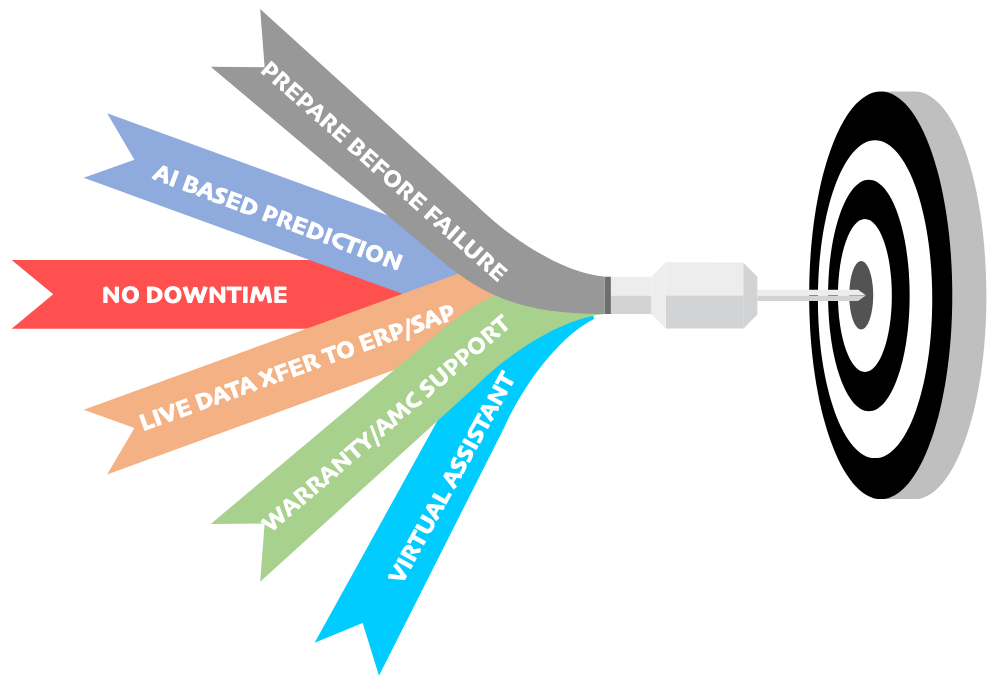 PREPARE BEFORE FAILURE
AI BASED PREDICTION
NO DOWNTIME
LIVE DATA XFER TO ERP/SAP
WARRANTY/AMC SUPPORT
VIRTUAL ASSISTANT